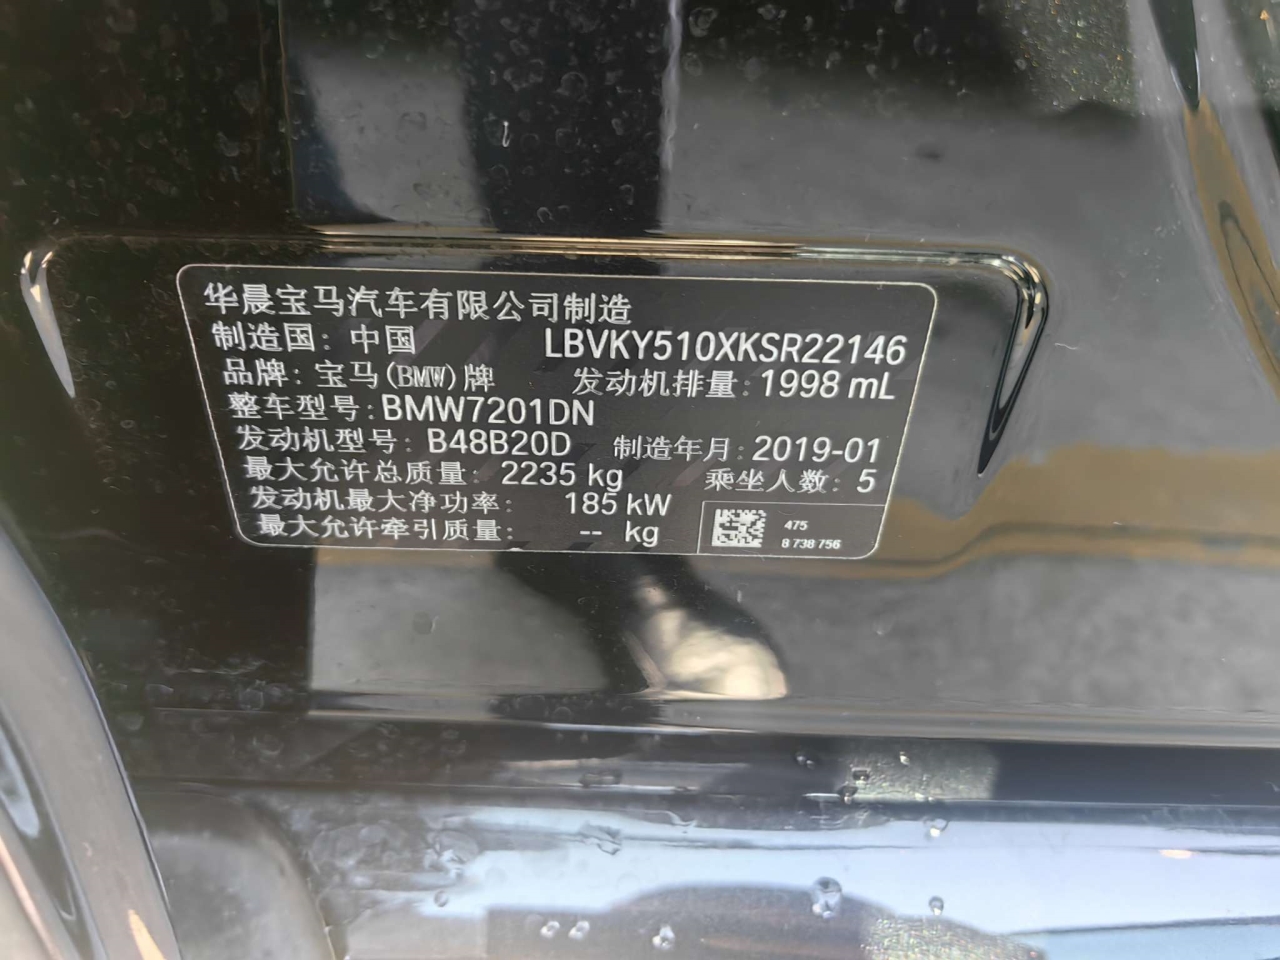 华晨宝马汽车有限公司制造
制造国：中国 LBVKY510XKSR22146
品牌：宝马(BMW)牌 发动机排量：1998 mL
整车型号：BMW7201DN
发动机型号：B48B20D 制造年月：2019-01
最大允许总质量：2235 kg 乘坐人数：5
发动机最大净功率：185 kW
最大允许牵引质量：-- kg
475
8 738 756